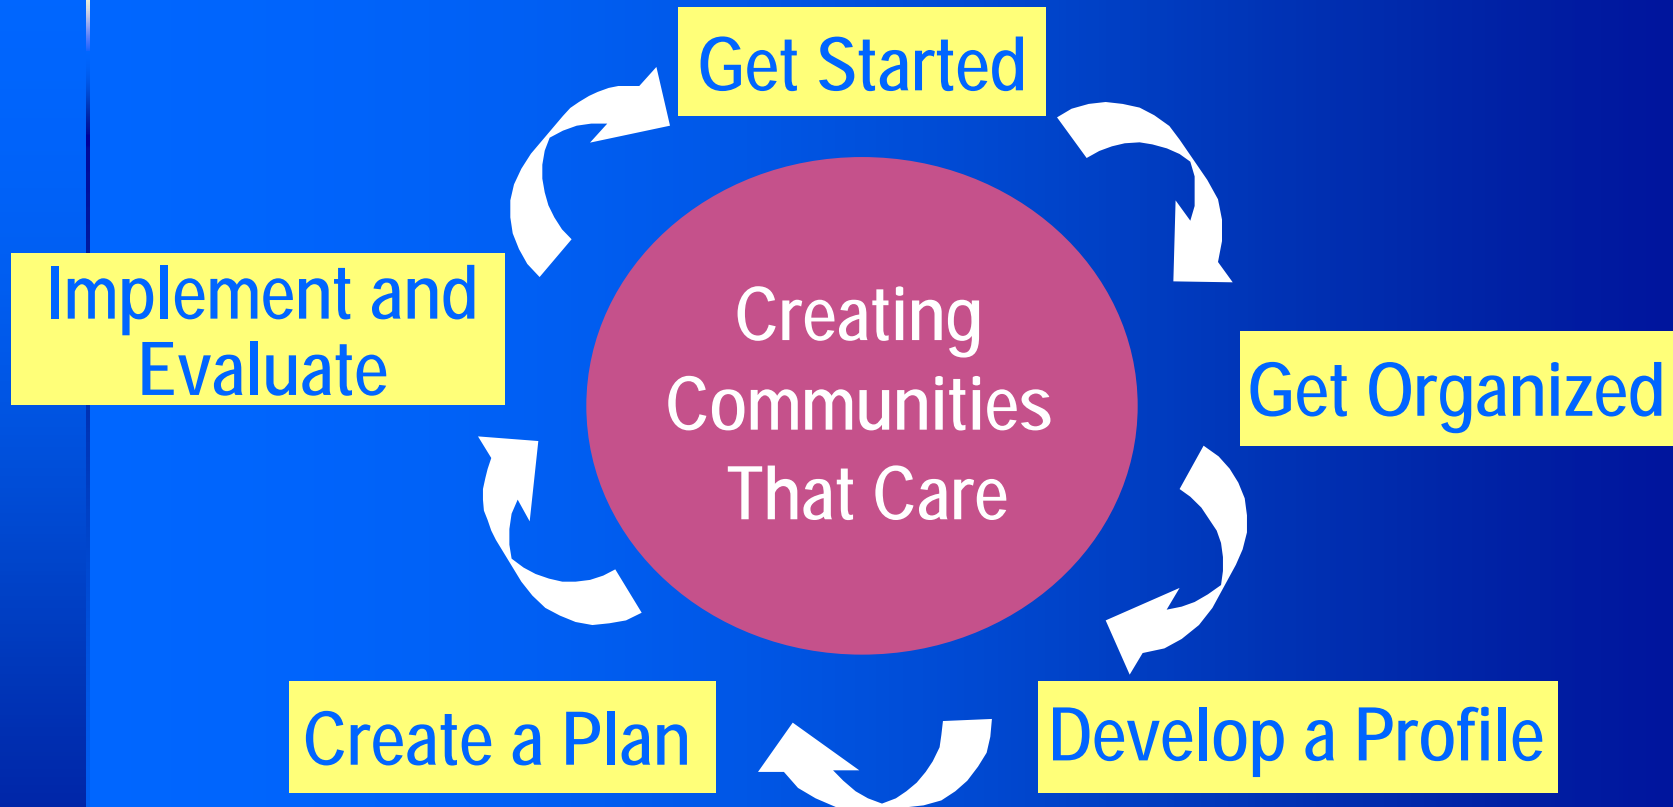 Get Started
Implement and
Evaluate
Creating
Communities
That Care
Get Organized
Create a Plan
Develop a Profile